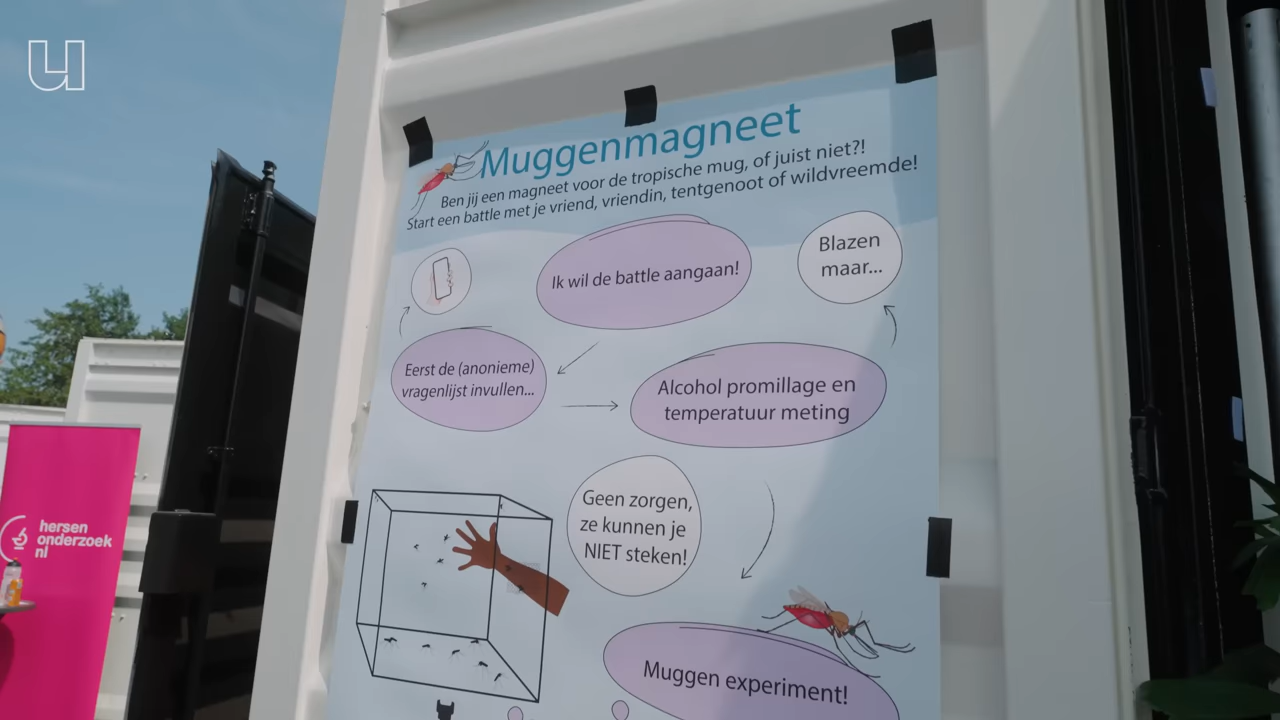 Muggenmagneet
Ben jij een magneet voor de tropische mug, of juist niet?!
Start een battle met je vriend, vriendin, tentgenoot of wildvreemde!
Ik wil de battle aangaan!
Blazen
maar...
Eerst de (anonieme)
vragenlijst invullen...
Alcohol promillage en
temperatuur meting
Geen zorgen,
ze kunnen je
NIET steken!
Muggen experiment!
hersen
onderzoek
nl